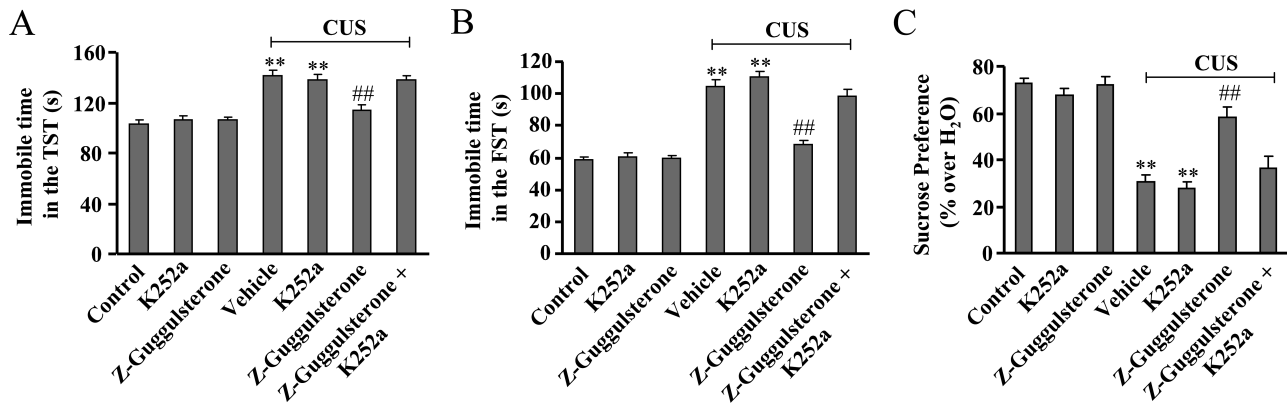 A
CUS
Immobile time
in the TST (s)
160
120
80
40
0
**
**
##
Control
K252a
Z-Guggulsterone
Vehicle
K252a
Z-Guggulsterone
Z-Guggulsterone +
K252a
B
CUS
Immobile time
in the FST (s)
120
100
80
60
40
20
0
**
**
##
Control
K252a
Z-Guggulsterone
Vehicle
K252a
Z-Guggulsterone
Z-Guggulsterone +
K252a
C
CUS
Sucrose Preference
(% over H₂O)
80
60
40
20
0
**
**
##
Control
K252a
Z-Guggulsterone
Vehicle
K252a
Z-Guggulsterone
Z-Guggulsterone +
K252a